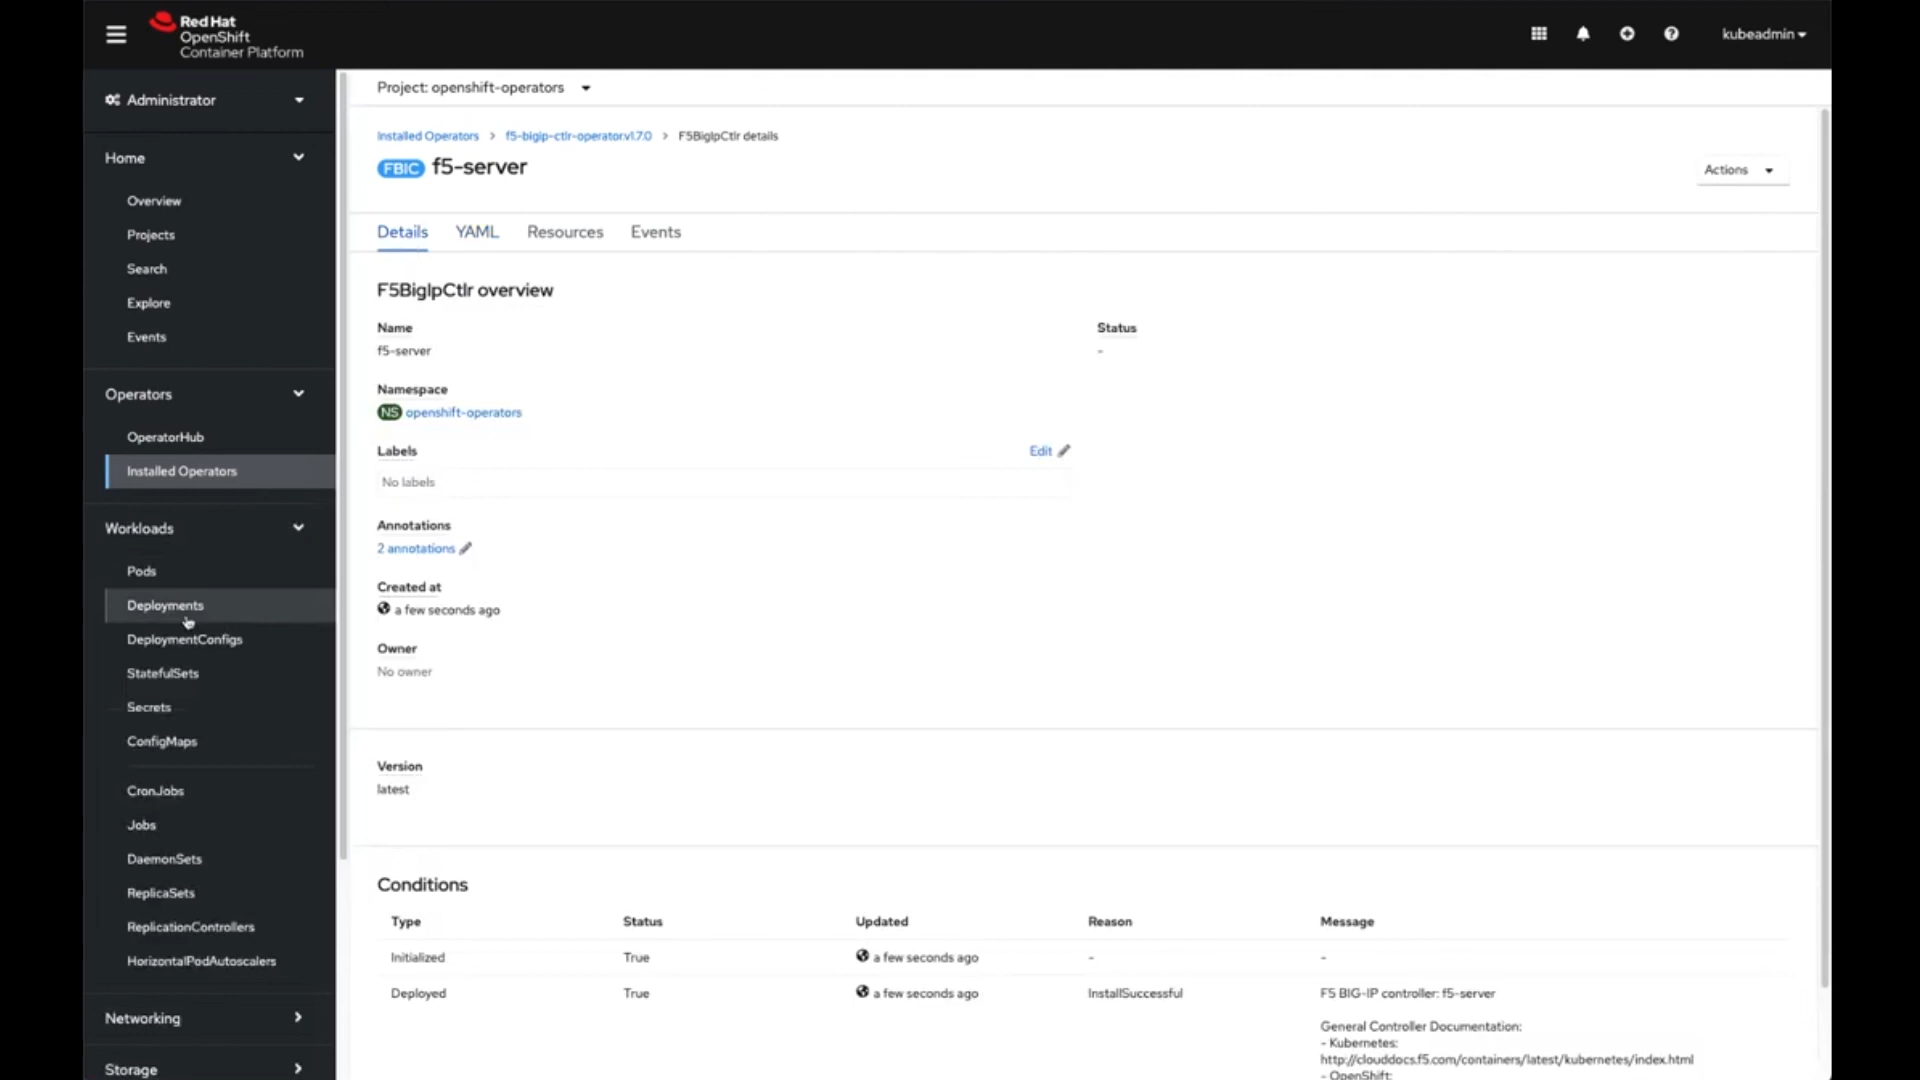 Red Hat
OpenShift
Container Platform
kubeadmin
Administrator
Project: openshift-operators
Home
Overview
Projects
Search
Explore
Events
Operators
OperatorHub
Installed Operators
Workloads
Pods
Deployments
DeploymentConfigs
StatefulSets
Secrets
ConfigMaps
CronJobs
Jobs
DaemonSets
ReplicaSets
ReplicationControllers
HorizontalPodAutoscalers
Networking
Storage
Installed Operators > f5-bigip-ctlr-operator.v1.7.0 > F5BigIpCtlr details
FBIC f5-server
Actions
Details YAML Resources Events
F5BigIpCtlr overview
Name
f5-server
Status
-
Namespace
NS openshift-operators
Labels
Edit
No labels
Annotations
2 annotations
Created at
a few seconds ago
Owner
No owner
Version
latest
Conditions
Type Status Updated Reason Message
Initialized True a few seconds ago - -
Deployed True a few seconds ago InstallSuccessful F5 BIG-IP controller: f5-server
General Controller Documentation:
- Kubernetes:
http://clouddocs.f5.com/containers/latest/kubernetes/index.html
- OpenShift: